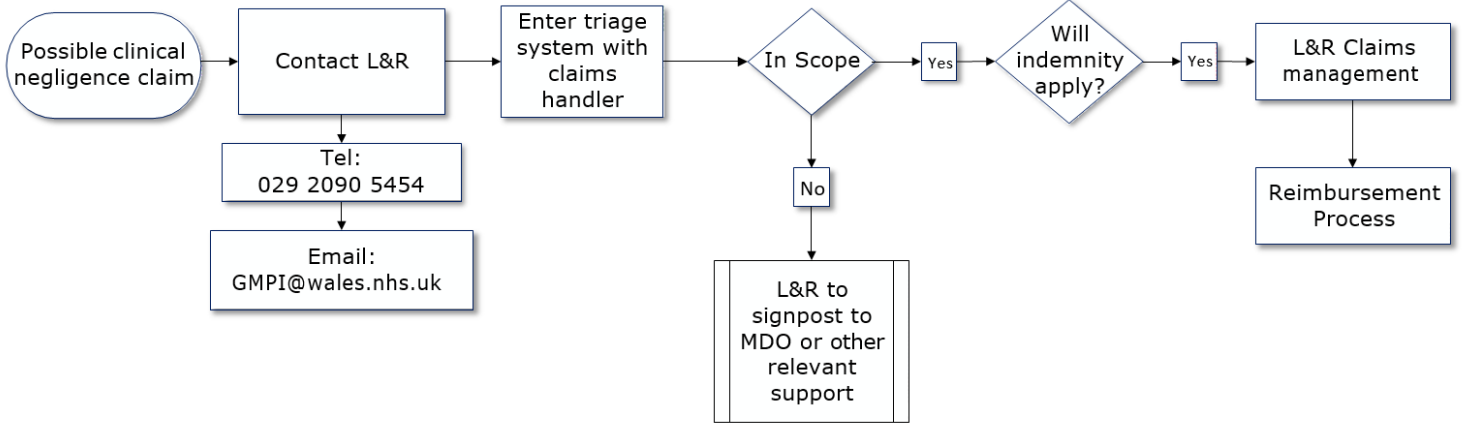 Possible clinical
negligence claim
Contact L&R
Tel:
029 2090 5454
Email:
GMPI@wales.nhs.uk
Enter triage
system with
claims
handler
In Scope
Yes
No
L&R to
signpost to
MDO or other
relevant
support
Will
indemnity
apply?
Yes
L&R Claims
management
Reimbursement
Process